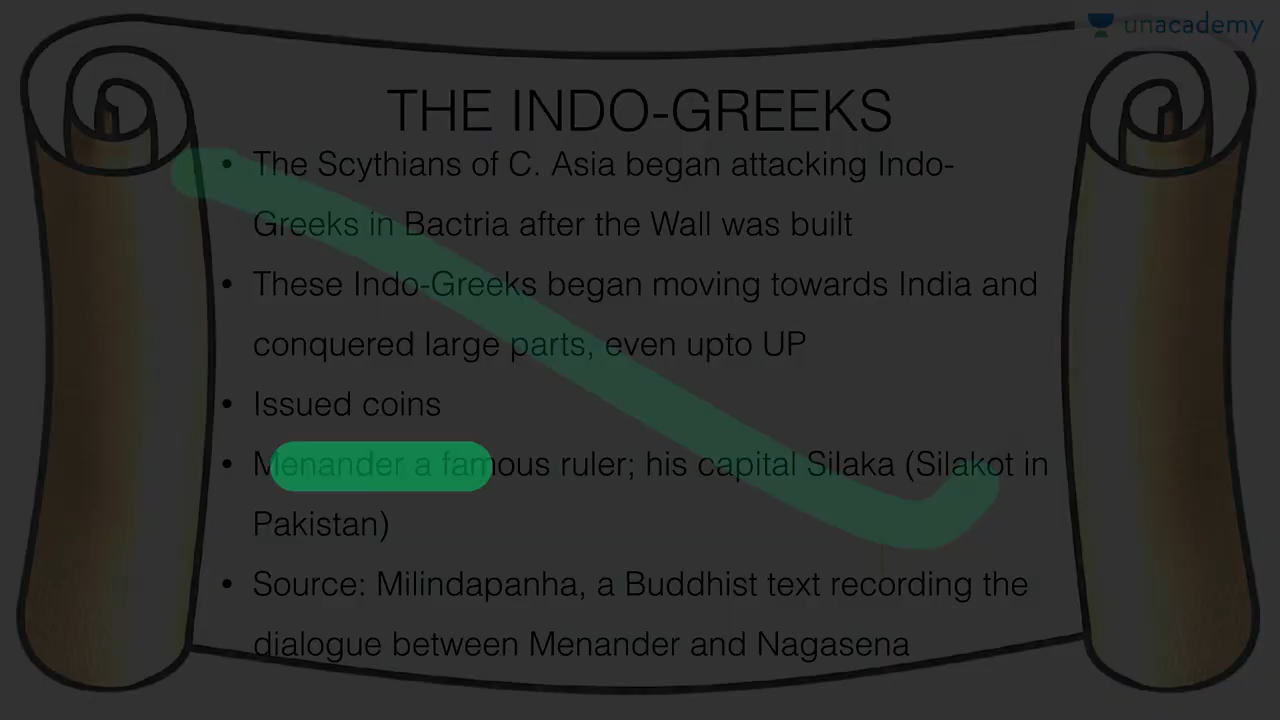 unacademy
THE INDO-GREEKS
• The Scythians of C. Asia began attacking Indo-
Greeks in Bactria after the Wall was built
• These Indo-Greeks began moving towards India and
conquered large parts, even upto UP
• Issued coins
• Menander a famous ruler; his capital Silaka (Silakot in
Pakistan)
• Source: Milindapanha, a Buddhist text recording the
dialogue between Menander and Nagasena